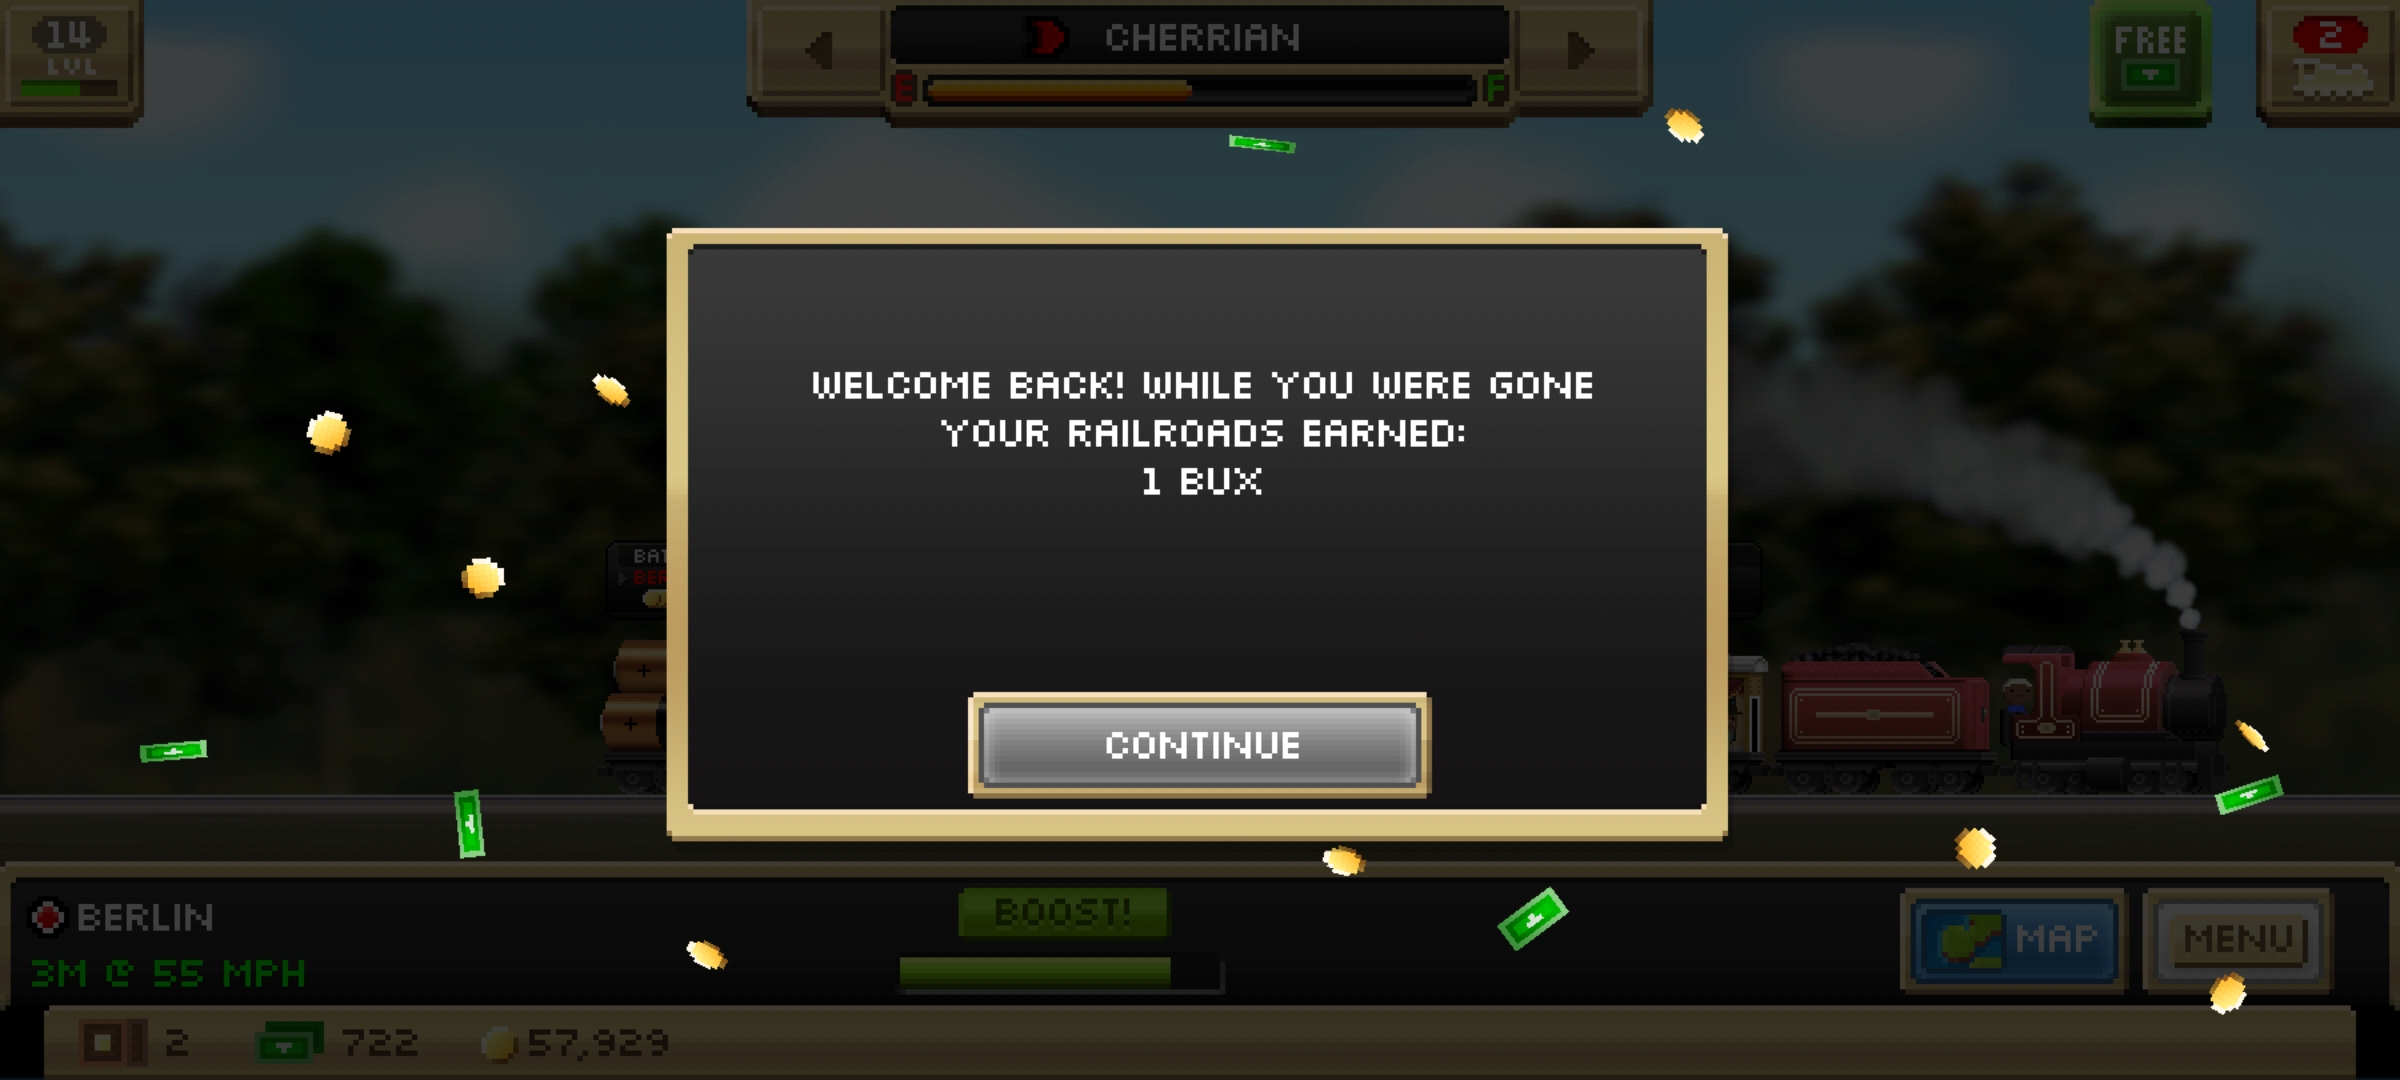 14
LVL
CHERRIAN
E
F
FREE
2
WELCOME BACK! WHILE YOU WERE GONE
YOUR RAILROADS EARNED:
1 BUX
CONTINUE
BERLIN
3M @ 55 MPH
BOOST!
MAP
MENU
2
722
57,929